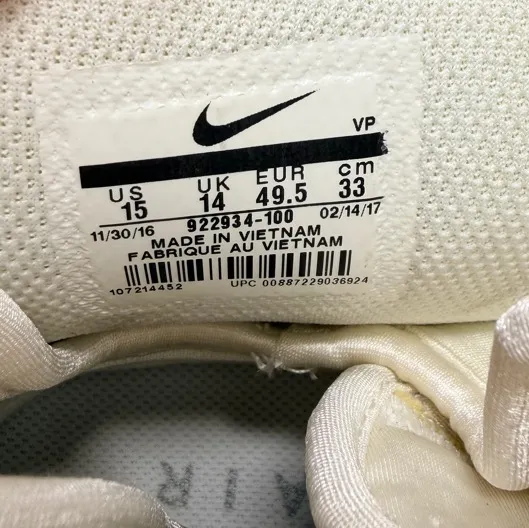 VP
US UK EUR cm
15 14 49.5 33
11/30/16 922934-100 02/14/17
MADE IN VIETNAM
FABRIQUE AU VIETNAM
107214452 UPC 00887229036924